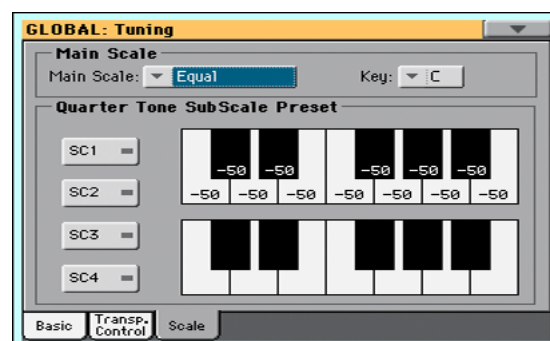 GLOBAL: Tuning
Main Scale
Main Scale: Equal Key: C
Quarter Tone SubScale Preset
SC1
-50 -50 -50 -50 -50
SC2
-50 -50 -50 -50 -50 -50 -50
SC3
SC4
Basic Transp. Control Scale